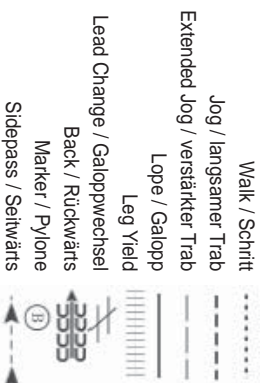 Walk / Schritt
Jog / langsamer Trab
Extended Jog / verstärkter Trab
Lope / Galopp
Leg Yield
Lead Change / Galoppwechsel
Back / Rückwärts
Marker / Pylone
B
Sidepass / Seitwärts